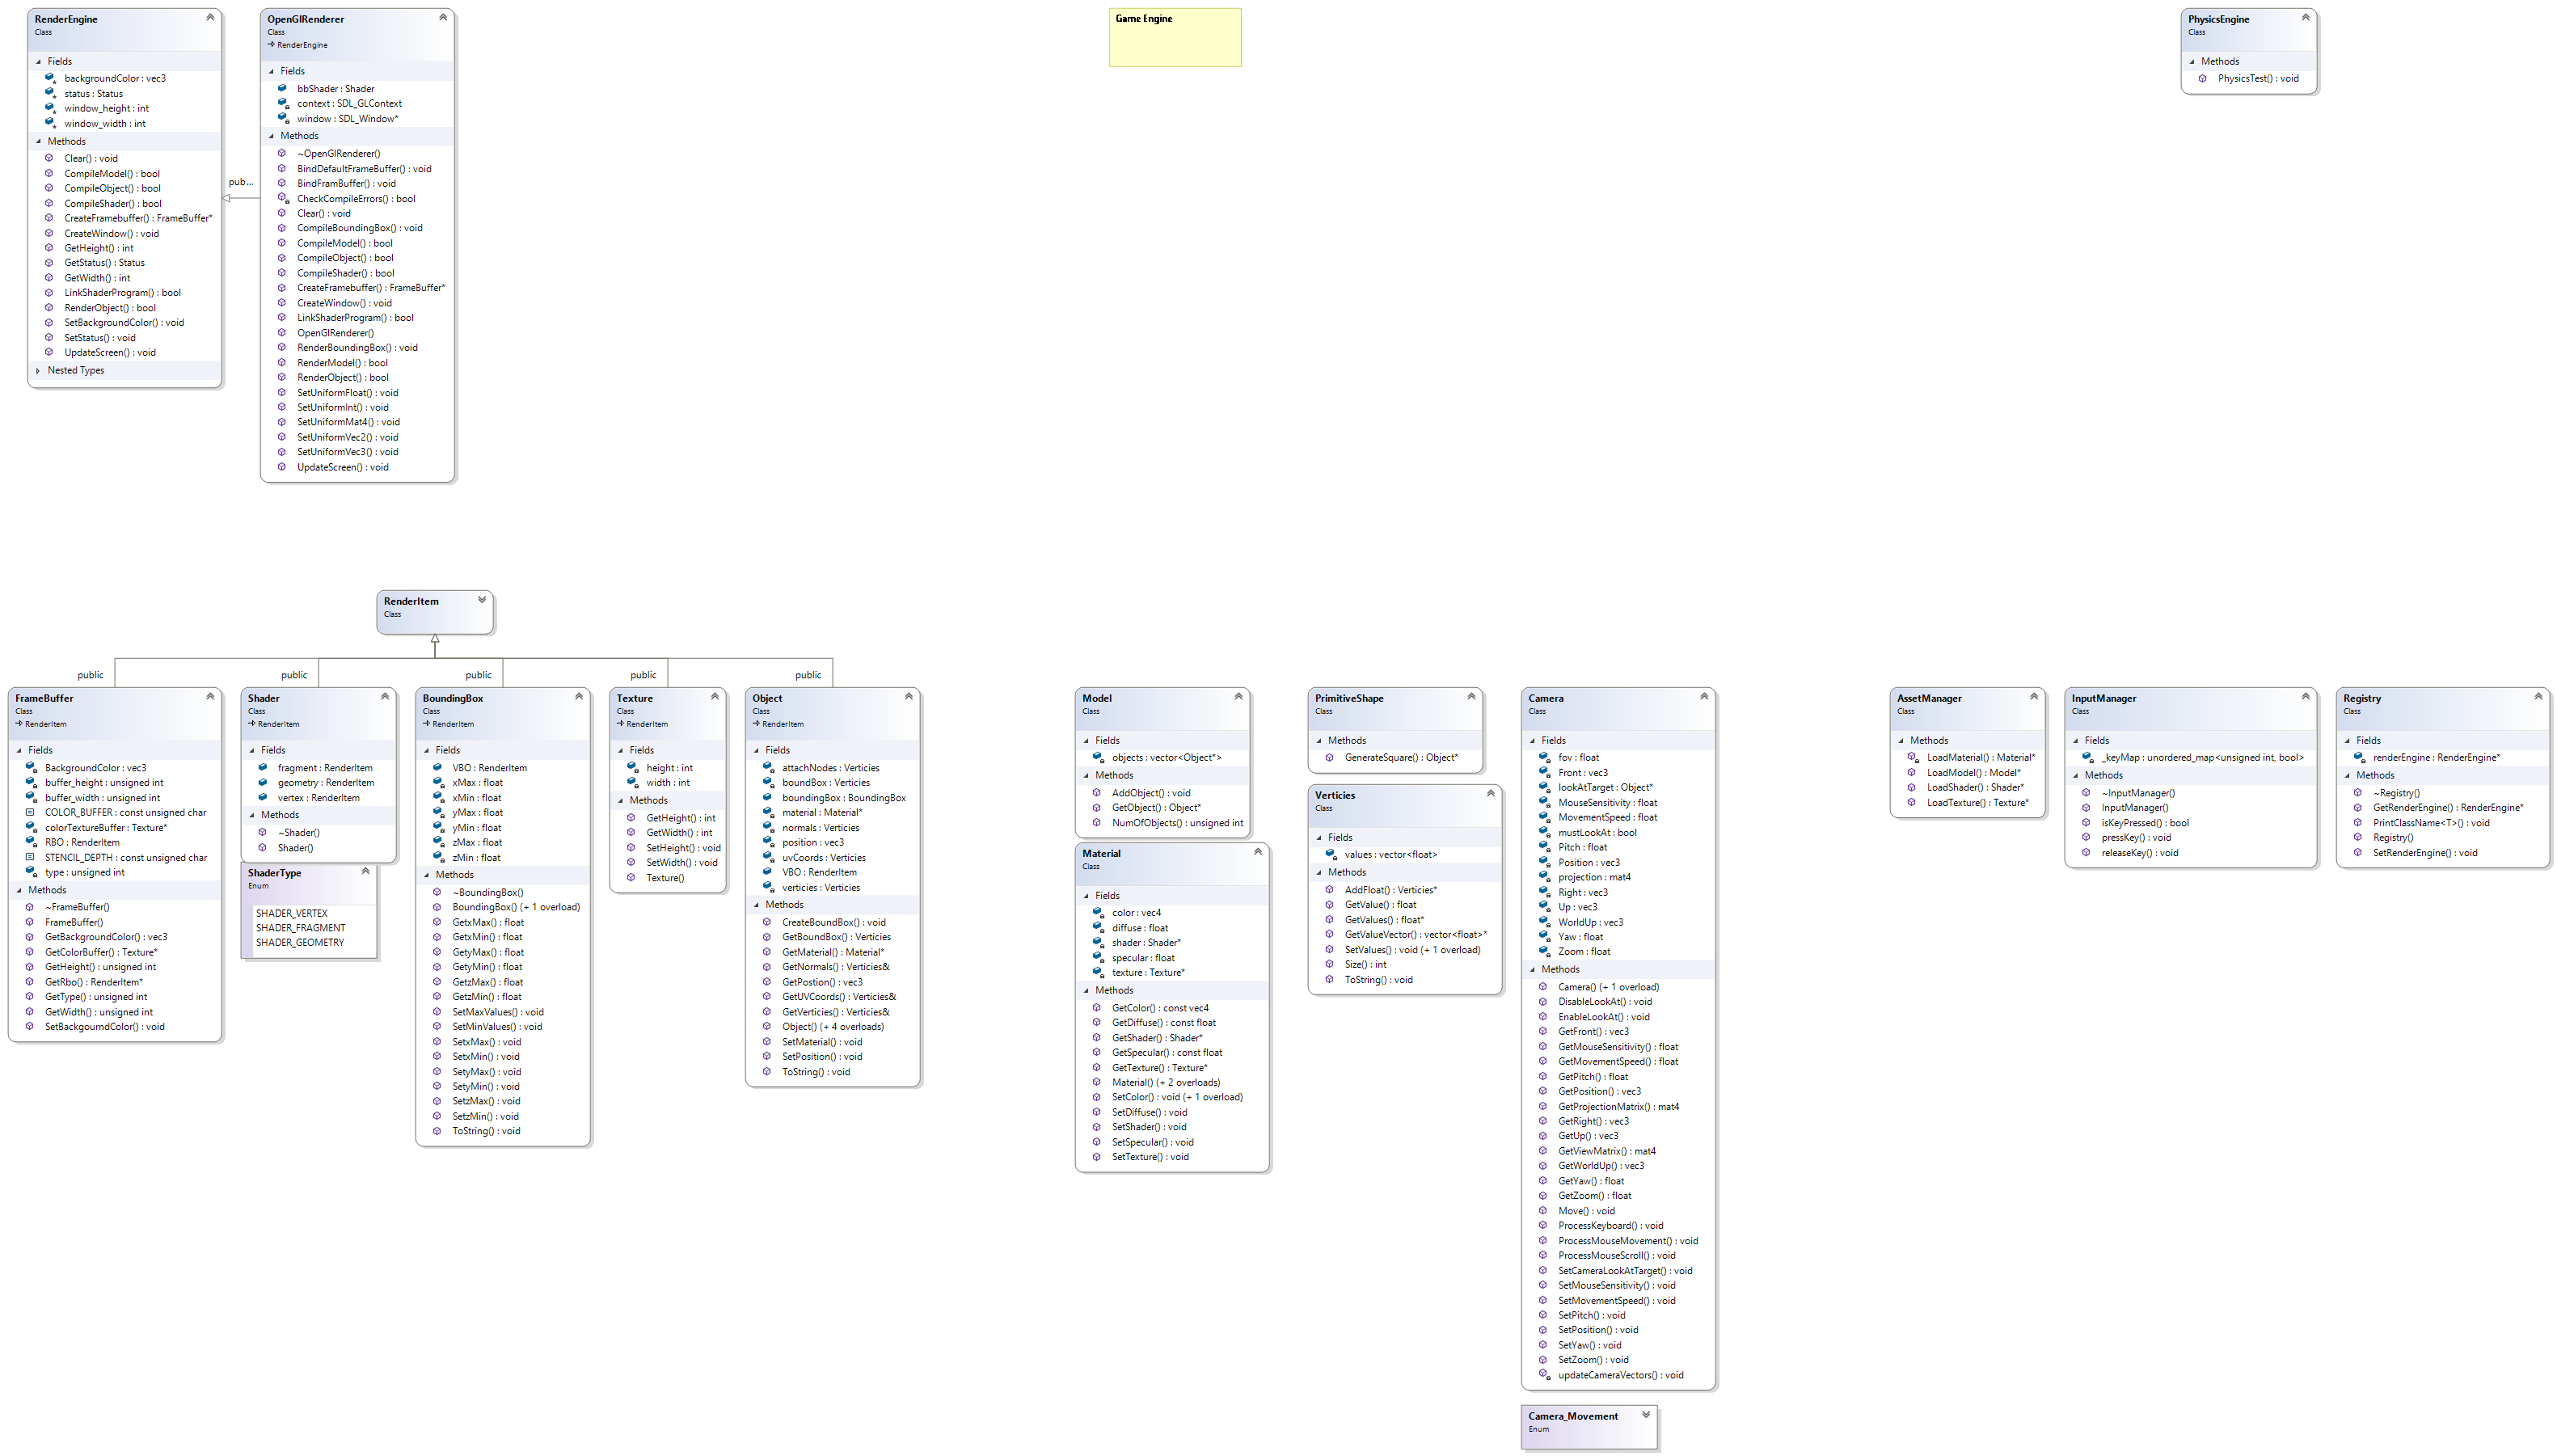 RenderEngine
Class
Fields
backgroundColor : vec3
status : Status
window_height : int
window_width : int
Methods
Clear() : void
CompileModel() : bool
CompileObject() : bool
CompileShader() : bool
CreateFramebuffer() : FrameBuffer*
CreateWindow() : void
GetHeight() : int
GetStatus() : Status
GetWidth() : int
LinkShaderProgram() : bool
RenderObject() : bool
SetBackgroundColor() : void
SetStatus() : void
UpdateScreen() : void
Nested Types
pub...
OpenGlRenderer
Class
RenderEngine
Fields
bbShader : Shader
context : SDL_GLContext
window : SDL_Window*
Methods
~OpenGlRenderer()
BindDefaultFrameBuffer() : void
BindFramBuffer() : void
CheckCompileErrors() : bool
Clear() : void
CompileBoundingBox() : void
CompileModel() : bool
CompileObject() : bool
CompileShader() : bool
CreateFramebuffer() : FrameBuffer*
CreateWindow() : void
LinkShaderProgram() : bool
OpenGlRenderer()
RenderBoundingBox() : void
RenderModel() : bool
RenderObject() : bool
SetUniformFloat() : void
SetUniformInt() : void
SetUniformMat4() : void
SetUniformVec2() : void
SetUniformVec3() : void
UpdateScreen() : void
Game Engine
PhysicsEngine
Class
Methods
PhysicsTest() : void
RenderItem
Class
public
public
public
public
public
FrameBuffer
Class
RenderItem
Fields
BackgroundColor : vec3
buffer_height : unsigned int
buffer_width : unsigned int
COLOR_BUFFER : const unsigned char
colorTextureBuffer : Texture*
RBO : RenderItem
STENCIL_DEPTH : const unsigned char
type : unsigned int
Methods
~FrameBuffer()
FrameBuffer()
GetBackgroundColor() : vec3
GetColorBuffer() : Texture*
GetHeight() : unsigned int
GetRbo() : RenderItem*
GetType() : unsigned int
GetWidth() : unsigned int
SetBackgourndColor() : void
Shader
Class
RenderItem
Fields
fragment : RenderItem
geometry : RenderItem
vertex : RenderItem
Methods
~Shader()
Shader()
ShaderType
Enum
SHADER_VERTEX
SHADER_FRAGMENT
SHADER_GEOMETRY
BoundingBox
Class
RenderItem
Fields
VBO : RenderItem
xMax : float
xMin : float
yMax : float
yMin : float
zMax : float
zMin : float
Methods
~BoundingBox()
BoundingBox() (+ 1 overload)
GetxMax() : float
GetxMin() : float
GetyMax() : float
GetyMin() : float
GetzMax() : float
GetzMin() : float
SetMaxValues() : void
SetMinValues() : void
SetxMax() : void
SetxMin() : void
SetyMax() : void
SetyMin() : void
SetzMax() : void
SetzMin() : void
ToString() : void
Texture
Class
RenderItem
Fields
height : int
width : int
Methods
GetHeight() : int
GetWidth() : int
SetHeight() : void
SetWidth() : void
Texture()
Object
Class
RenderItem
Fields
attachNodes : Verticies
boundBox : Verticies
boundingBox : BoundingBox
material : Material*
normals : Verticies
position : vec3
uvCoords : Verticies
VBO : RenderItem
verticies : Verticies
Methods
CreateBoundBox() : void
GetBoundBox() : Verticies
GetMaterial() : Material*
GetNormals() : Verticies&
GetPostion() : vec3
GetUVCoords() : Verticies&
GetVerticies() : Verticies&
Object() (+ 4 overloads)
SetMaterial() : void
SetPosition() : void
ToString() : void
Model
Class
Fields
objects : vector<Object*>
Methods
AddObject() : void
GetObject() : Object*
NumOfObjects() : unsigned int
Material
Class
Fields
color : vec4
diffuse : float
shader : Shader*
specular : float
texture : Texture*
Methods
GetColor() : const vec4
GetDiffuse() : const float
GetShader() : Shader*
GetSpecular() : const float
GetTexture() : Texture*
Material() (+ 2 overloads)
SetColor() : void (+ 1 overload)
SetDiffuse() : void
SetShader() : void
SetSpecular() : void
SetTexture() : void
PrimitiveShape
Class
Methods
GenerateSquare() : Object*
Verticies
Class
Fields
values : vector<float>
Methods
AddFloat() : Verticies*
GetValue() : float
GetValues() : float*
GetValueVector() : vector<float>*
SetValues() : void (+ 1 overload)
Size() : int
ToString() : void
Camera
Class
Fields
fov : float
Front : vec3
lookAtTarget : Object*
MouseSensitivity : float
MovementSpeed : float
mustLookAt : bool
Pitch : float
Position : vec3
projection : mat4
Right : vec3
Up : vec3
WorldUp : vec3
Yaw : float
Zoom : float
Methods
Camera() (+ 1 overload)
DisableLookAt() : void
EnableLookAt() : void
GetFront() : vec3
GetMouseSensitivity() : float
GetMovementSpeed() : float
GetPitch() : float
GetPosition() : vec3
GetProjectionMatrix() : mat4
GetRight() : vec3
GetUp() : vec3
GetViewMatrix() : mat4
GetWorldUp() : vec3
GetYaw() : float
GetZoom() : float
Move() : void
ProcessKeyboard() : void
ProcessMouseMovement() : void
ProcessMouseScroll() : void
SetCameraLookAtTarget() : void
SetMouseSensitivity() : void
SetMovementSpeed() : void
SetPitch() : void
SetPosition() : void
SetYaw() : void
SetZoom() : void
updateCameraVectors() : void
Camera_Movement
Enum
AssetManager
Class
Methods
LoadMaterial() : Material*
LoadModel() : Model*
LoadShader() : Shader*
LoadTexture() : Texture*
InputManager
Class
Fields
_keyMap : unordered_map<unsigned int, bool>
Methods
~InputManager()
InputManager()
isKeyPressed() : bool
pressKey() : void
releaseKey() : void
Registry
Class
Fields
renderEngine : RenderEngine*
Methods
~Registry()
GetRenderEngine() : RenderEngine*
PrintClassName<T>() : void
Registry()
SetRenderEngine() : void